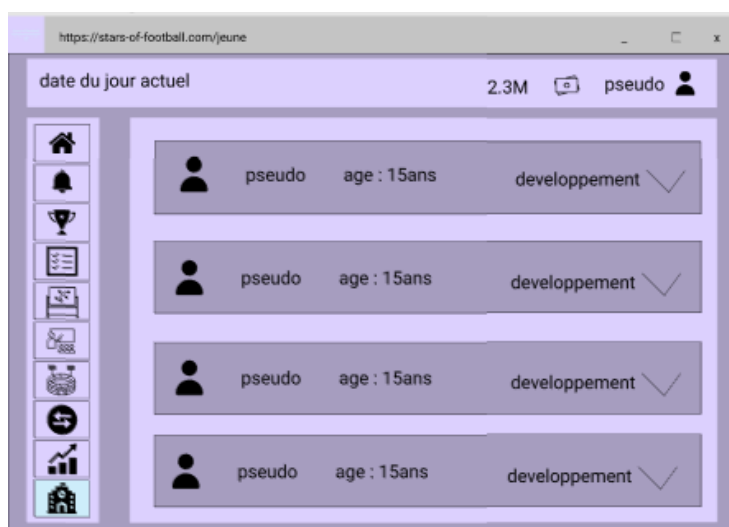 https://stars-of-football.com/jeune
date du jour actuel 2.3M pseudo
pseudo age : 15ans developpement
pseudo age : 15ans developpement
pseudo age : 15ans developpement
pseudo age : 15ans developpement